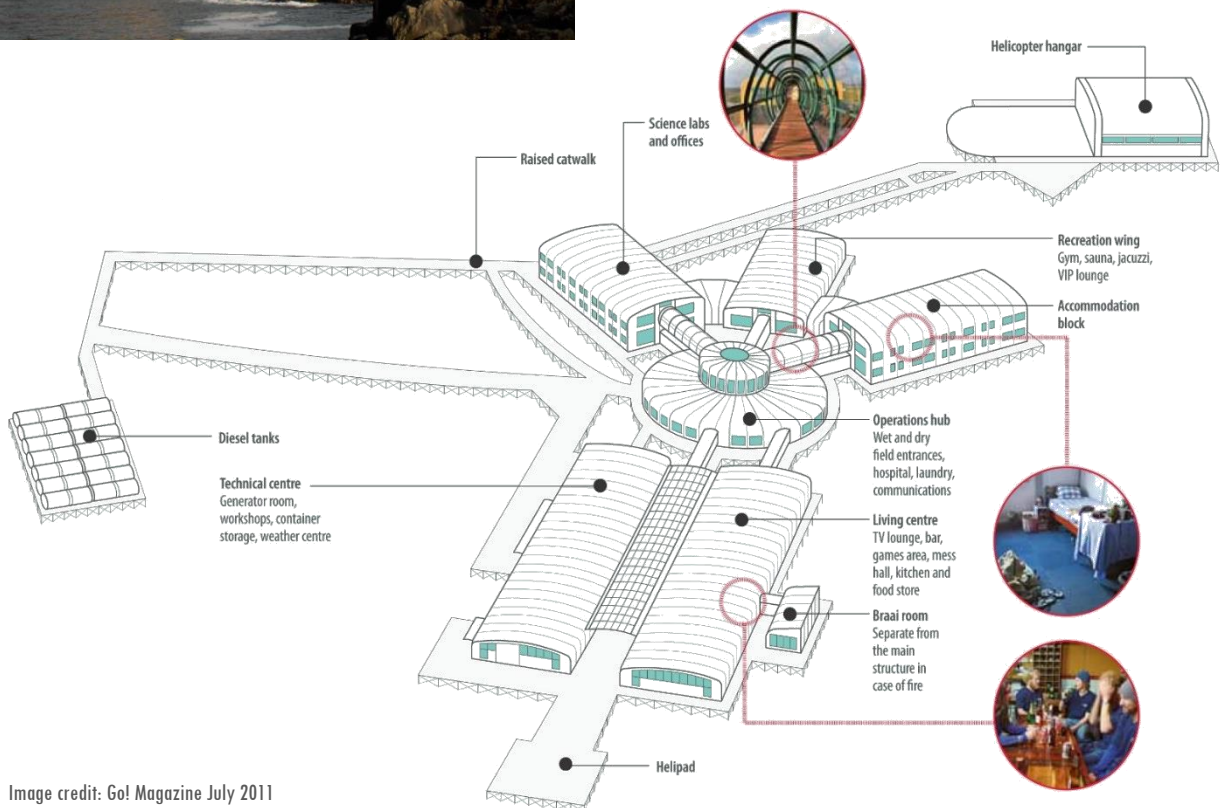 Helicopter hangar
Science labs
and offices
Raised catwalk
Recreation wing
Gym, sauna, jacuzzi,
VIP lounge
Accommodation
block
Diesel tanks
Operations hub
Wet and dry
field entrances,
hospital, laundry,
communications
Technical centre
Generator room,
workshops, container
storage, weather centre
Living centre
TV lounge, bar,
games area, mess
hall, kitchen and
food store
Braai room
Separate from
the main
structure in
case of fire
Helipad
Image credit: Go! Magazine July 2011